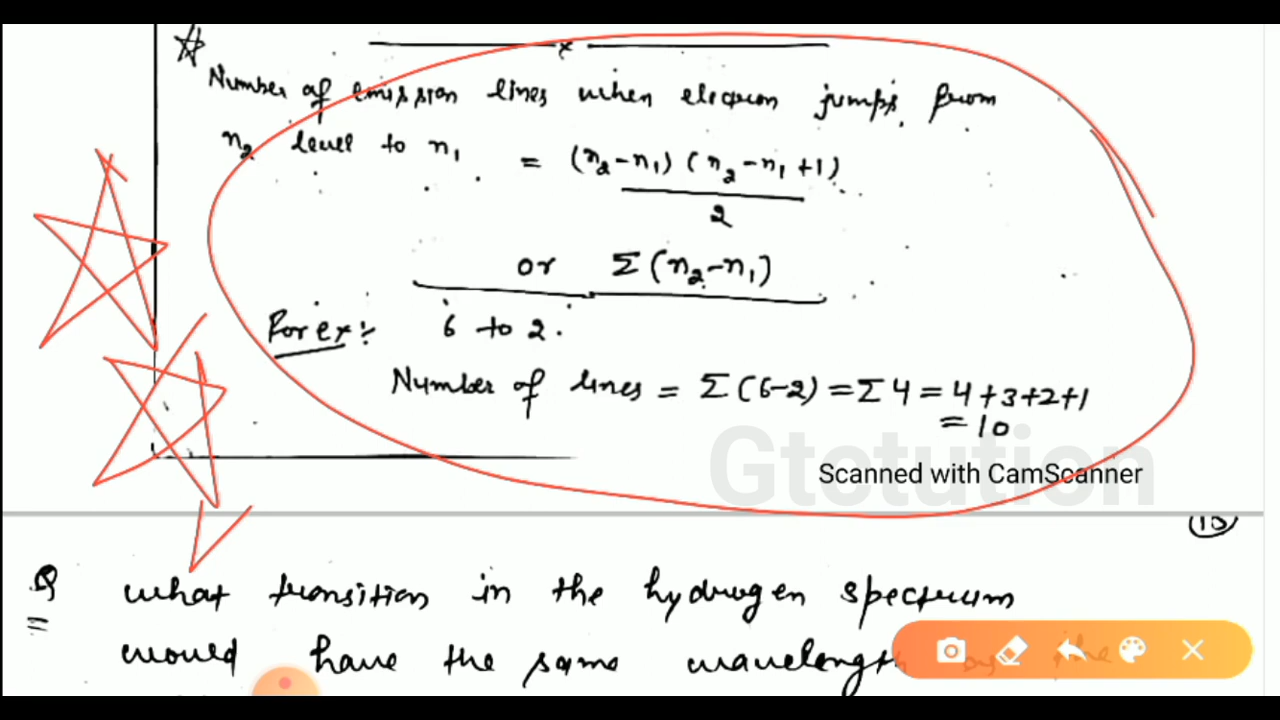 Number of emission lines when electron jumps from
n₂ level to n₁ = (n₂-n₁) (n₂-n₁+1)
2
or Σ(n₂-n₁)
For ex:  6 to 2.
Number of lines = Σ(6-2) = Σ4 = 4+3+2+1
= 10
Gtctution
Scanned with CamScanner
Q what transition in the hydrogen spectrum
would have the same wavelength